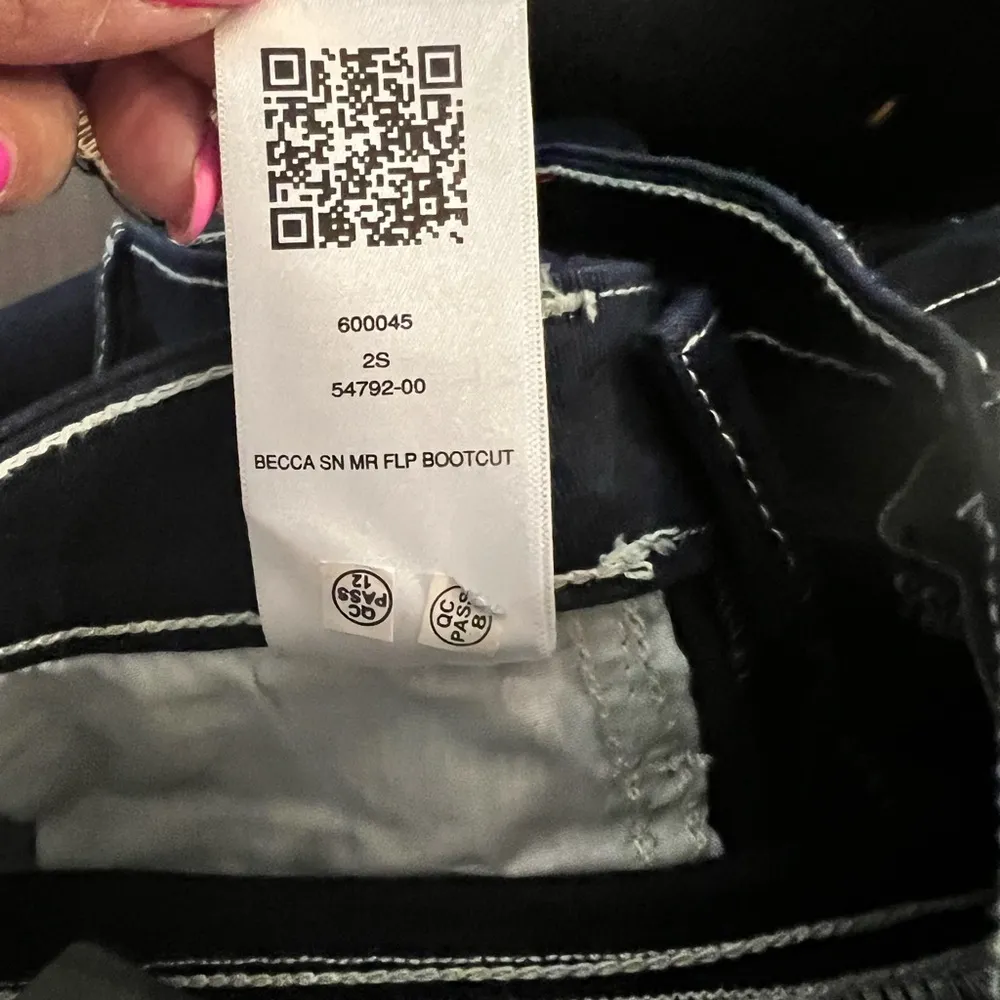 600045
2S
54792-00
BECCA SN MR FLP BOOTCUT
QC
PASS
12
QC
PASS
8